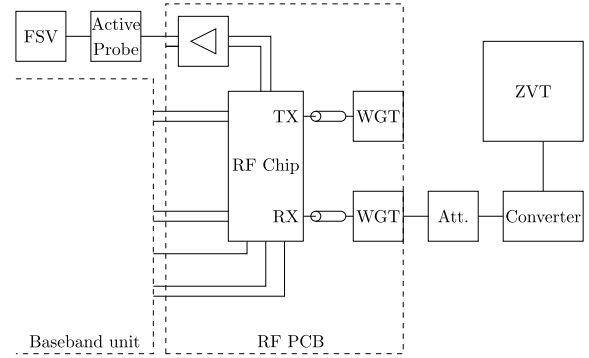 FSV
Active
Probe
TX
WGT
ZVT
RF Chip
RX
WGT
Att.
Converter
Baseband unit
RF PCB